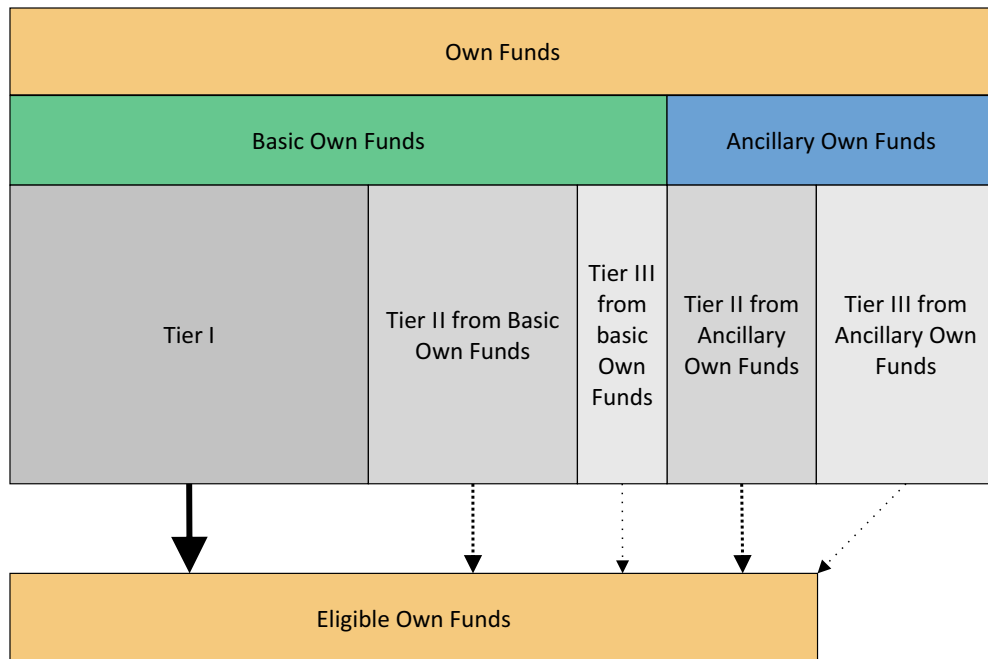 Own Funds
Basic Own Funds
Ancillary Own Funds
Tier I
Tier II from Basic
Own Funds
Tier III
from
basic
Own
Funds
Tier II from
Ancillary
Own Funds
Tier III from
Ancillary Own
Funds
Eligible Own Funds